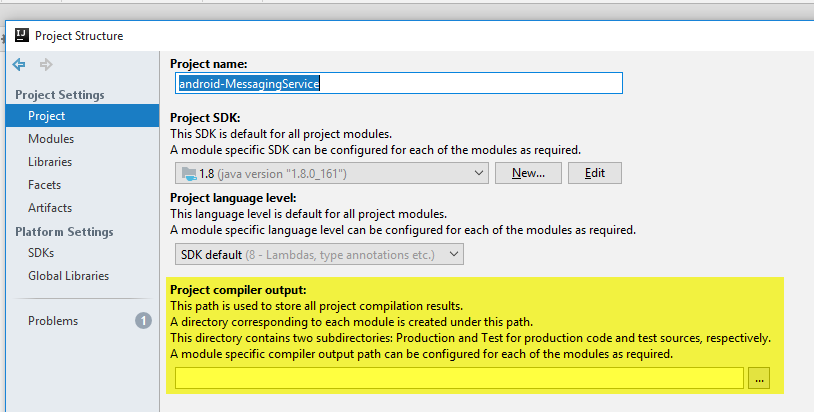 IJ
Project Structure
Project Settings
Project
Modules
Libraries
Facets
Artifacts
Platform Settings
SDKs
Global Libraries
Problems
1
Project name:
android-MessagingService
Project SDK:
This SDK is default for all project modules.
A module specific SDK can be configured for each of the modules as required.
1.8 (java version "1.8.0_161")
New...
Edit
Project language level:
This language level is default for all project modules.
A module specific language level can be configured for each of the modules as required.
SDK default (8 - Lambdas, type annotations etc.)
Project compiler output:
This path is used to store all project compilation results.
A directory corresponding to each module is created under this path.
This directory contains two subdirectories: Production and Test for production code and test sources, respectively.
A module specific compiler output path can be configured for each of the modules as required.
...